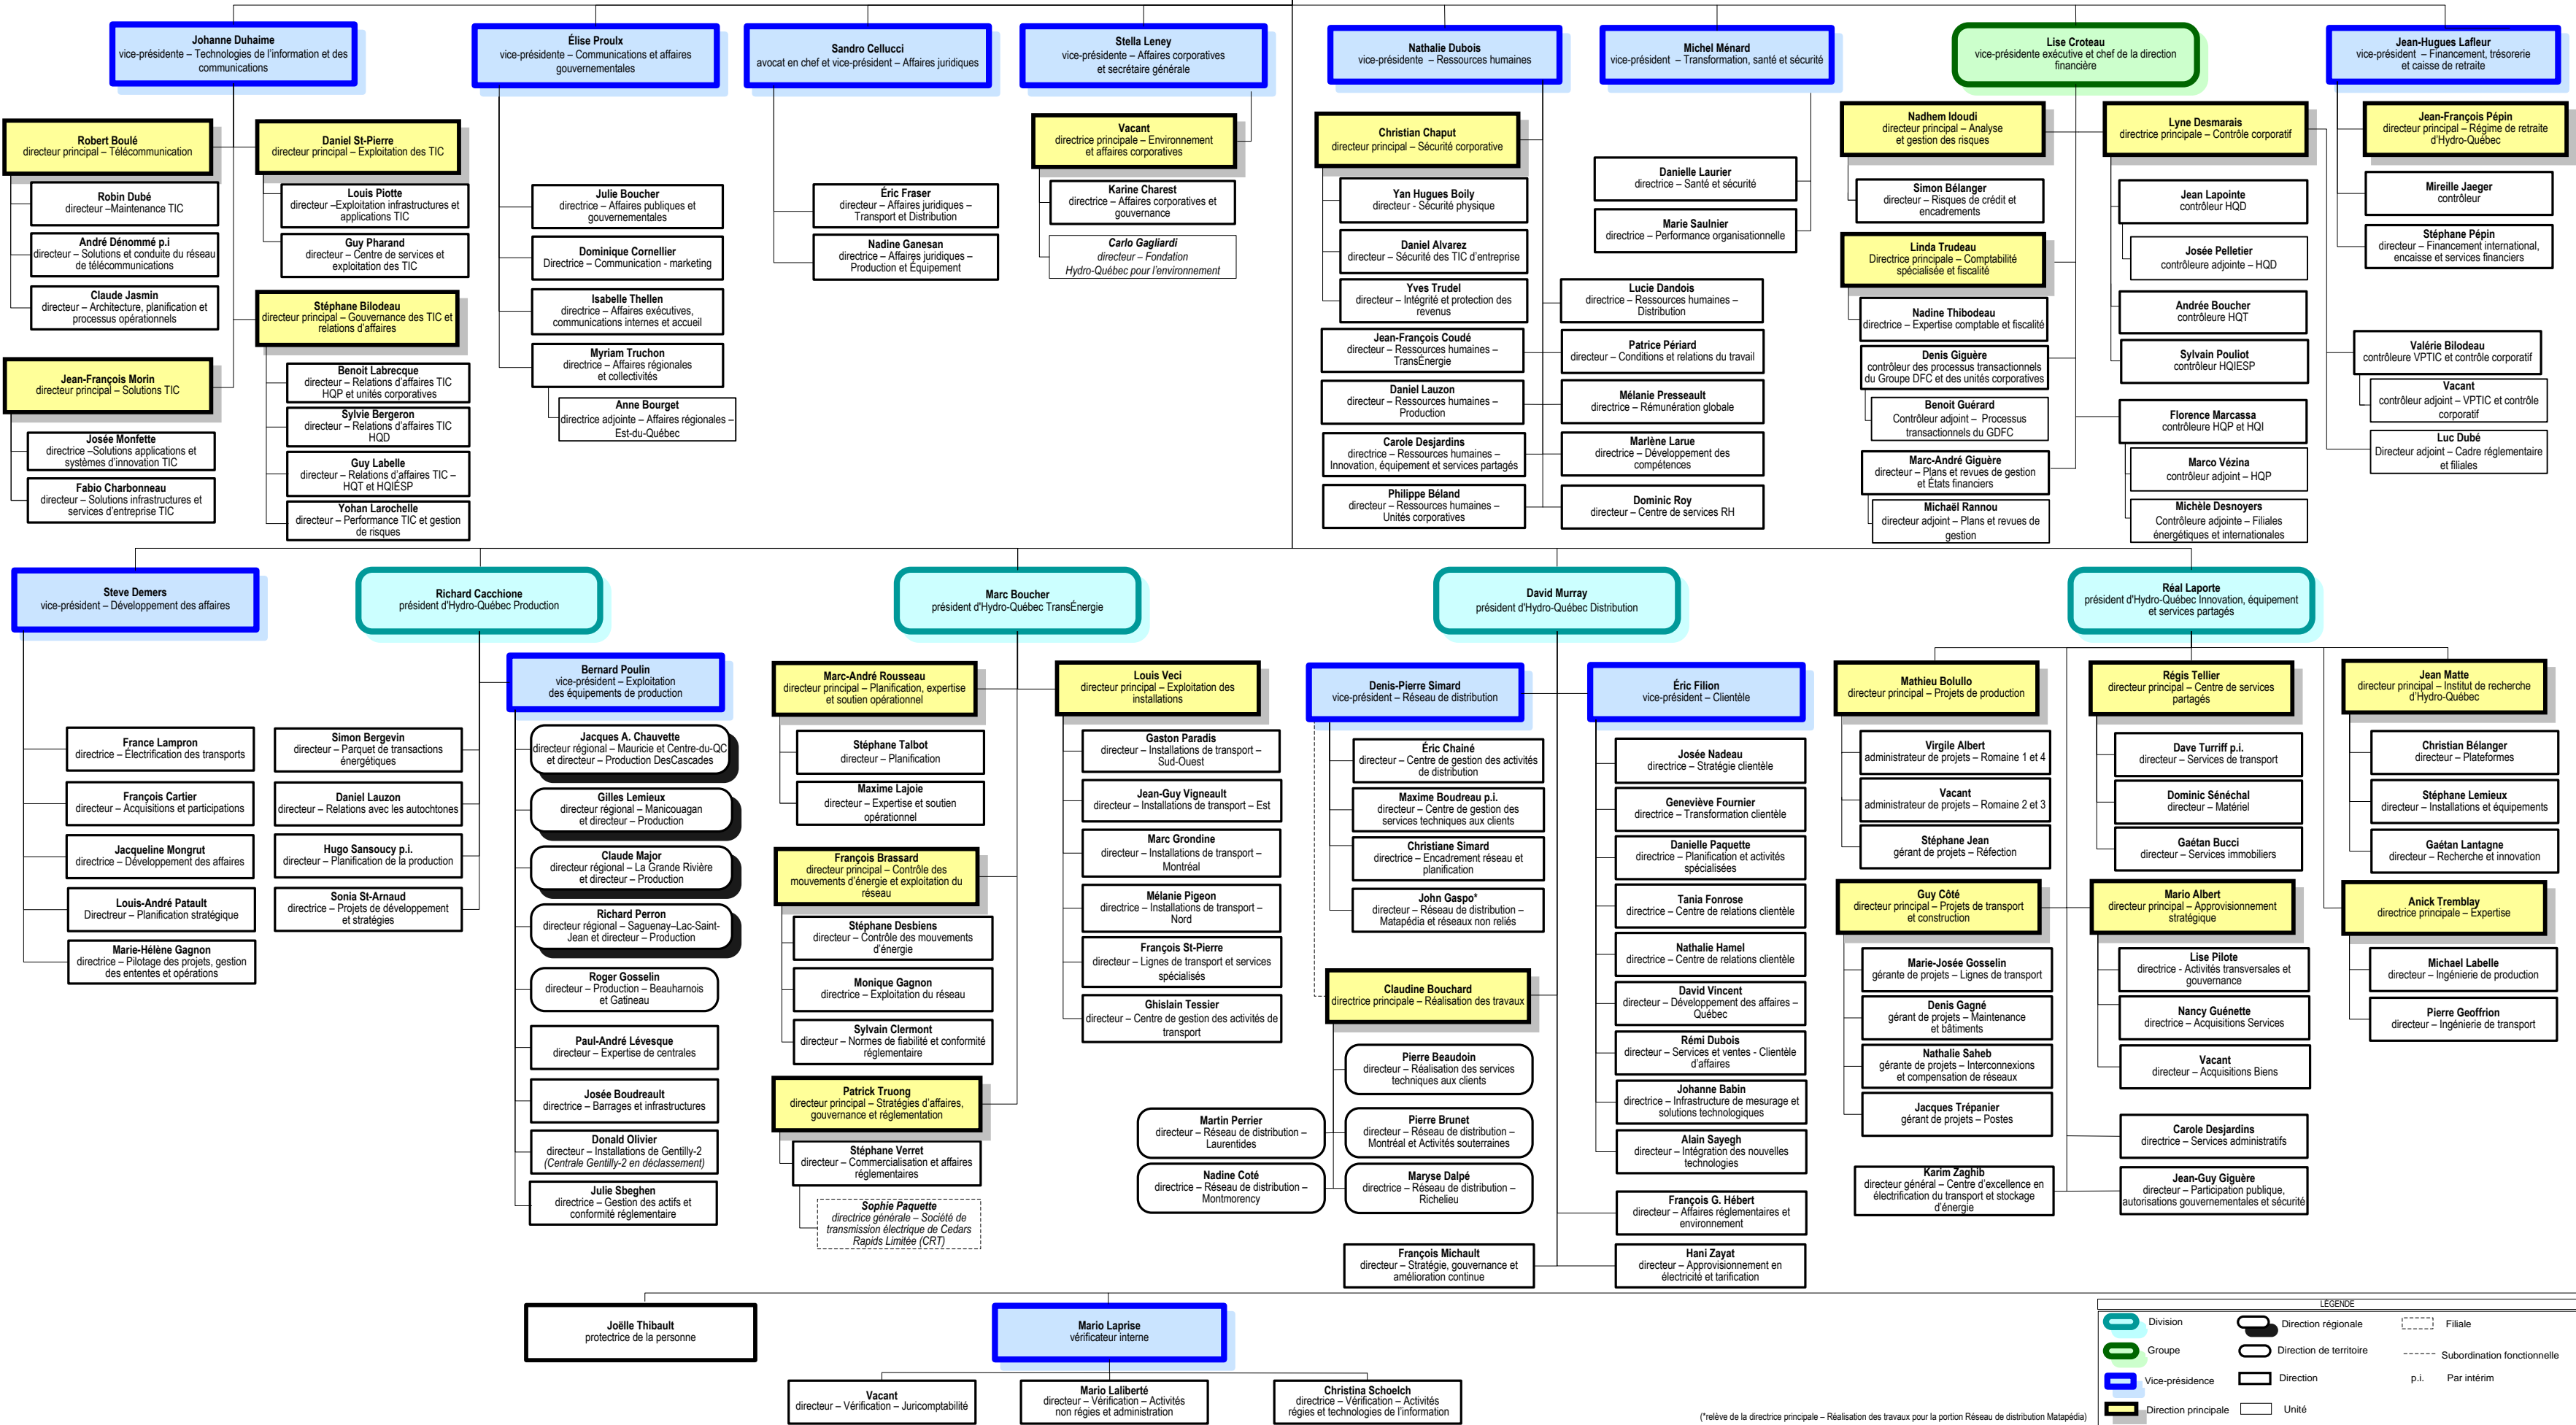 Johanne Duhaime
vice-présidente – Technologies de l'information et des
communications
Robert Boulé
directeur principal – Télécommunication
Robin Dubé
directeur –Maintenance TIC
André Dénommé p.i
directeur – Solutions et conduite du réseau
de télécommunications
Claude Jasmin
directeur – Architecture, planification et
processus opérationnels
Jean-François Morin
directeur principal – Solutions TIC
Josée Monfette
directrice –Solutions applications et
systèmes d'innovation TIC
Fabio Charbonneau
directeur – Solutions infrastructures et
services d'entreprise TIC
Daniel St-Pierre
directeur principal – Exploitation des TIC
Louis Piotte
directeur –Exploitation infrastructures et
applications TIC
Guy Pharand
directeur – Centre de services et
exploitation des TIC
Stéphane Bilodeau
directeur principal – Gouvernance des TIC et
relations d'affaires
Benoit Labrecque
directeur – Relations d'affaires TIC
HQP et unités corporatives
Sylvie Bergeron
directeur – Relations d'affaires TIC
HQD
Guy Labelle
directeur – Relations d'affaires TIC –
HQT et HQIESP
Yohan Larochelle
directeur – Performance TIC et gestion
de risques
Élise Proulx
vice-présidente – Communications et affaires
gouvernementales
Julie Boucher
directrice – Affaires publiques et
gouvernementales
Dominique Cornellier
Directrice – Communication - marketing
Isabelle Thellen
directrice – Affaires exécutives,
communications internes et accueil
Myriam Truchon
directrice – Affaires régionales
et collectivités
Anne Bourget
directrice adjointe – Affaires régionales –
Est-du-Québec
Sandro Cellucci
avocat en chef et vice-président – Affaires juridiques
Éric Fraser
directeur – Affaires juridiques –
Transport et Distribution
Nadine Ganesan
directrice – Affaires juridiques –
Production et Équipement
Stella Leney
vice-présidente – Affaires corporatives
et secrétaire générale
Vacant
directrice principale – Environnement
et affaires corporatives
Karine Charest
directrice – Affaires corporatives et
gouvernance
Carlo Gagliardi
directeur – Fondation
Hydro-Québec pour l'environnement
Nathalie Dubois
vice-présidente – Ressources humaines
Christian Chaput
directeur principal – Sécurité corporative
Yan Hugues Boily
directeur - Sécurité physique
Daniel Alvarez
directeur – Sécurité des TIC d'entreprise
Yves Trudel
directeur – Intégrité et protection des
revenus
Jean-François Coudé
directeur – Ressources humaines –
TransÉnergie
Daniel Lauzon
directeur – Ressources humaines –
Production
Carole Desjardins
directrice – Ressources humaines –
Innovation, équipement et services partagés
Philippe Béland
directeur – Ressources humaines –
Unités corporatives
Lucie Dandois
directrice – Ressources humaines –
Distribution
Patrice Périard
directeur – Conditions et relations du travail
Mélanie Presseault
directrice – Rémunération globale
Marlène Larue
directrice – Développement des
compétences
Dominic Roy
directeur – Centre de services RH
Michel Ménard
vice-président – Transformation, santé et sécurité
Danielle Laurier
directrice – Santé et sécurité
Marie Saulnier
directrice – Performance organisationnelle
Lise Croteau
vice-présidente exécutive et chef de la direction
financière
Nadhem Idoudi
directeur principal – Analyse
et gestion des risques
Simon Bélanger
directeur – Risques de crédit et
encadrements
Linda Trudeau
Directrice principale – Comptabilité
spécialisée et fiscalité
Nadine Thibodeau
directrice – Expertise comptable et fiscalité
Denis Giguère
contrôleur des processus transactionnels
du Groupe DFC et des unités corporatives
Benoit Guérard
Contrôleur adjoint – Processus
transactionnels du GDFC
Marc-André Giguère
directeur – Plans et revues de gestion
et États financiers
Michaël Rannou
directeur adjoint – Plans et revues de
gestion
Lyne Desmarais
directrice principale – Contrôle corporatif
Jean Lapointe
contrôleur HQD
Josée Pelletier
contrôleure adjointe – HQD
Andrée Boucher
contrôleure HQT
Sylvain Pouliot
contrôleur HQIESP
Florence Marcassa
contrôleure HQP et HQI
Marco Vézina
contrôleur adjoint – HQP
Michèle Desnoyers
Contrôleure adjointe – Filiales
énergétiques et internationales
Jean-Hugues Lafleur
vice-président – Financement, trésorerie
et caisse de retraite
Jean-François Pépin
directeur principal – Régime de retraite
d'Hydro-Québec
Mireille Jaeger
contrôleur
Stéphane Pépin
directeur – Financement international,
encaisse et services financiers
Valérie Bilodeau
contrôleure VPTIC et contrôle corporatif
Vacant
contrôleur adjoint – VPTIC et contrôle
corporatif
Luc Dubé
Directeur adjoint – Cadre réglementaire
et filiales
Steve Demers
vice-président – Développement des affaires
France Lampron
directrice – Électrification des transports
François Cartier
directeur – Acquisitions et participations
Jacqueline Mongrut
directrice – Développement des affaires
Louis-André Patault
Directreur – Planification stratégique
Marie-Hélène Gagnon
directrice – Pilotage des projets, gestion
des ententes et opérations
Richard Cacchione
président d'Hydro-Québec Production
Simon Bergevin
directeur – Parquet de transactions
énergétiques
Daniel Lauzon
directeur – Relations avec les autochtones
Hugo Sansoucy p.i.
directeur – Planification de la production
Sonia St-Arnaud
directrice – Projets de développement
et stratégies
Bernard Poulin
vice-président – Exploitation
des équipements de production
Jacques A. Chauvette
directeur régional – Mauricie et Centre-du-QC
et directeur – Production DesCascades
Gilles Lemieux
directeur régional – Manicouagan
et directeur – Production
Claude Major
directeur régional – La Grande Rivière
et directeur – Production
Richard Perron
directeur régional – Saguenay–Lac-Saint-
Jean et directeur – Production
Roger Gosselin
directeur – Production – Beauharnois
et Gatineau
Paul-André Lévesque
directeur – Expertise de centrales
Josée Boudreault
directrice – Barrages et infrastructures
Donald Olivier
directeur – Installations de Gentilly-2
(Centrale Gentilly-2 en déclassement)
Julie Sbeghen
directrice – Gestion des actifs et
conformité réglementaire
Marc Boucher
président d'Hydro-Québec TransÉnergie
Marc-André Rousseau
directeur principal – Planification, expertise
et soutien opérationnel
Stéphane Talbot
directeur – Planification
Maxime Lajoie
directeur – Expertise et soutien
opérationnel
François Brassard
directeur principal – Contrôle des
mouvements d'énergie et exploitation du
réseau
Stéphane Desbiens
directeur – Contrôle des mouvements
d'énergie
Monique Gagnon
directrice – Exploitation du réseau
Sylvain Clermont
directeur – Normes de fiabilité et conformité
réglementaire
Patrick Truong
directeur principal – Stratégies d'affaires,
gouvernance et réglementation
Stéphane Verret
directeur – Commercialisation et affaires
réglementaires
Sophie Paquette
directrice générale – Société de
transmission électrique de Cedars
Rapids Limitée (CRT)
Louis Veci
directeur principal – Exploitation des
installations
Gaston Paradis
directeur – Installations de transport –
Sud-Ouest
Jean-Guy Vigneault
directeur – Installations de transport – Est
Marc Grondine
directeur – Installations de transport –
Montréal
Mélanie Pigeon
directrice – Installations de transport –
Nord
François St-Pierre
directeur – Lignes de transport et services
spécialisés
Ghislain Tessier
directeur – Centre de gestion des activités de
transport
David Murray
président d'Hydro-Québec Distribution
Denis-Pierre Simard
vice-président – Réseau de distribution
Éric Chainé
directeur – Centre de gestion des activités
de distribution
Maxime Boudreau p.i.
directeur – Centre de gestion des
services techniques aux clients
Christiane Simard
directrice – Encadrement réseau et
planification
John Gaspo*
directeur – Réseau de distribution –
Matapédia et réseaux non reliés
Claudine Bouchard
directrice principale – Réalisation des travaux
Pierre Beaudoin
directeur – Réalisation des services
techniques aux clients
Martin Perrier
directeur – Réseau de distribution –
Laurentides
Pierre Brunet
directeur – Réseau de distribution –
Montréal et Activités souterraines
Nadine Coté
directrice – Réseau de distribution –
Montmorency
Maryse Dalpé
directrice – Réseau de distribution –
Richelieu
François Michault
directeur – Stratégie, gouvernance et
amélioration continue
Éric Filion
vice-président – Clientèle
Josée Nadeau
directrice – Stratégie clientèle
Geneviève Fournier
directrice – Transformation clientèle
Danielle Paquette
directrice – Planification et activités
spécialisées
Tania Fonrose
directrice – Centre de relations clientèle
Nathalie Hamel
directrice – Centre de relations clientèle
David Vincent
directeur – Développement des affaires –
Québec
Rémi Dubois
directeur – Services et ventes - Clientèle
d'affaires
Johanne Babin
directrice – Infrastructure de mesurage et
solutions technologiques
Alain Sayegh
directeur – Intégration des nouvelles
technologies
François G. Hébert
directeur – Affaires réglementaires et
environnement
Hani Zayat
directeur – Approvisionnement en
électricité et tarification
Réal Laporte
président d'Hydro-Québec Innovation, équipement
et services partagés
Mathieu Bolullo
directeur principal – Projets de production
Virgile Albert
administrateur de projets – Romaine 1 et 4
Vacant
administrateur de projets – Romaine 2 et 3
Stéphane Jean
gérant de projets – Réfection
Guy Côté
directeur principal – Projets de transport
et construction
Marie-Josée Gosselin
gérante de projets – Lignes de transport
Denis Gagné
gérant de projets – Maintenance
et bâtiments
Nathalie Saheb
gérante de projets – Interconnexions
et compensation de réseaux
Jacques Trépanier
gérant de projets – Postes
Karim Zaghib
directeur général – Centre d'excellence en
électrification du transport et stockage
d'énergie
Régis Tellier
directeur principal – Centre de services
partagés
Dave Turriff p.i.
directeur – Services de transport
Dominic Sénéchal
directeur – Matériel
Gaétan Bucci
directeur – Services immobiliers
Mario Albert
directeur principal – Approvisionnement
stratégique
Lise Pilote
directrice - Activités transversales et
gouvernance
Nancy Guénette
directrice – Acquisitions Services
Vacant
directeur – Acquisitions Biens
Carole Desjardins
directrice – Services administratifs
Jean-Guy Giguère
directeur – Participation publique,
autorisations gouvernementales et sécurité
Jean Matte
directeur principal – Institut de recherche
d'Hydro-Québec
Christian Bélanger
directeur – Plateformes
Stéphane Lemieux
directeur – Installations et équipements
Gaétan Lantagne
directeur – Recherche et innovation
Anick Tremblay
directrice principale – Expertise
Michael Labelle
directeur – Ingénierie de production
Pierre Geoffrion
directeur – Ingénierie de transport
Joëlle Thibault
protectrice de la personne
Mario Laprise
vérificateur interne
Vacant
directeur – Vérification – Juricomptabilité
Mario Laliberté
directeur – Vérification – Activités
non régies et administration
Christina Schoelch
directrice – Vérification – Activités
régies et technologies de l'information
(*relève de la directrice principale – Réalisation des travaux pour la portion Réseau de distribution Matapédia)
LÉGENDE
Division
Direction régionale
Filiale
Groupe
Direction de territoire
Subordination fonctionnelle
Vice-présidence
Direction
p.i. Par intérim
Direction principale
Unité